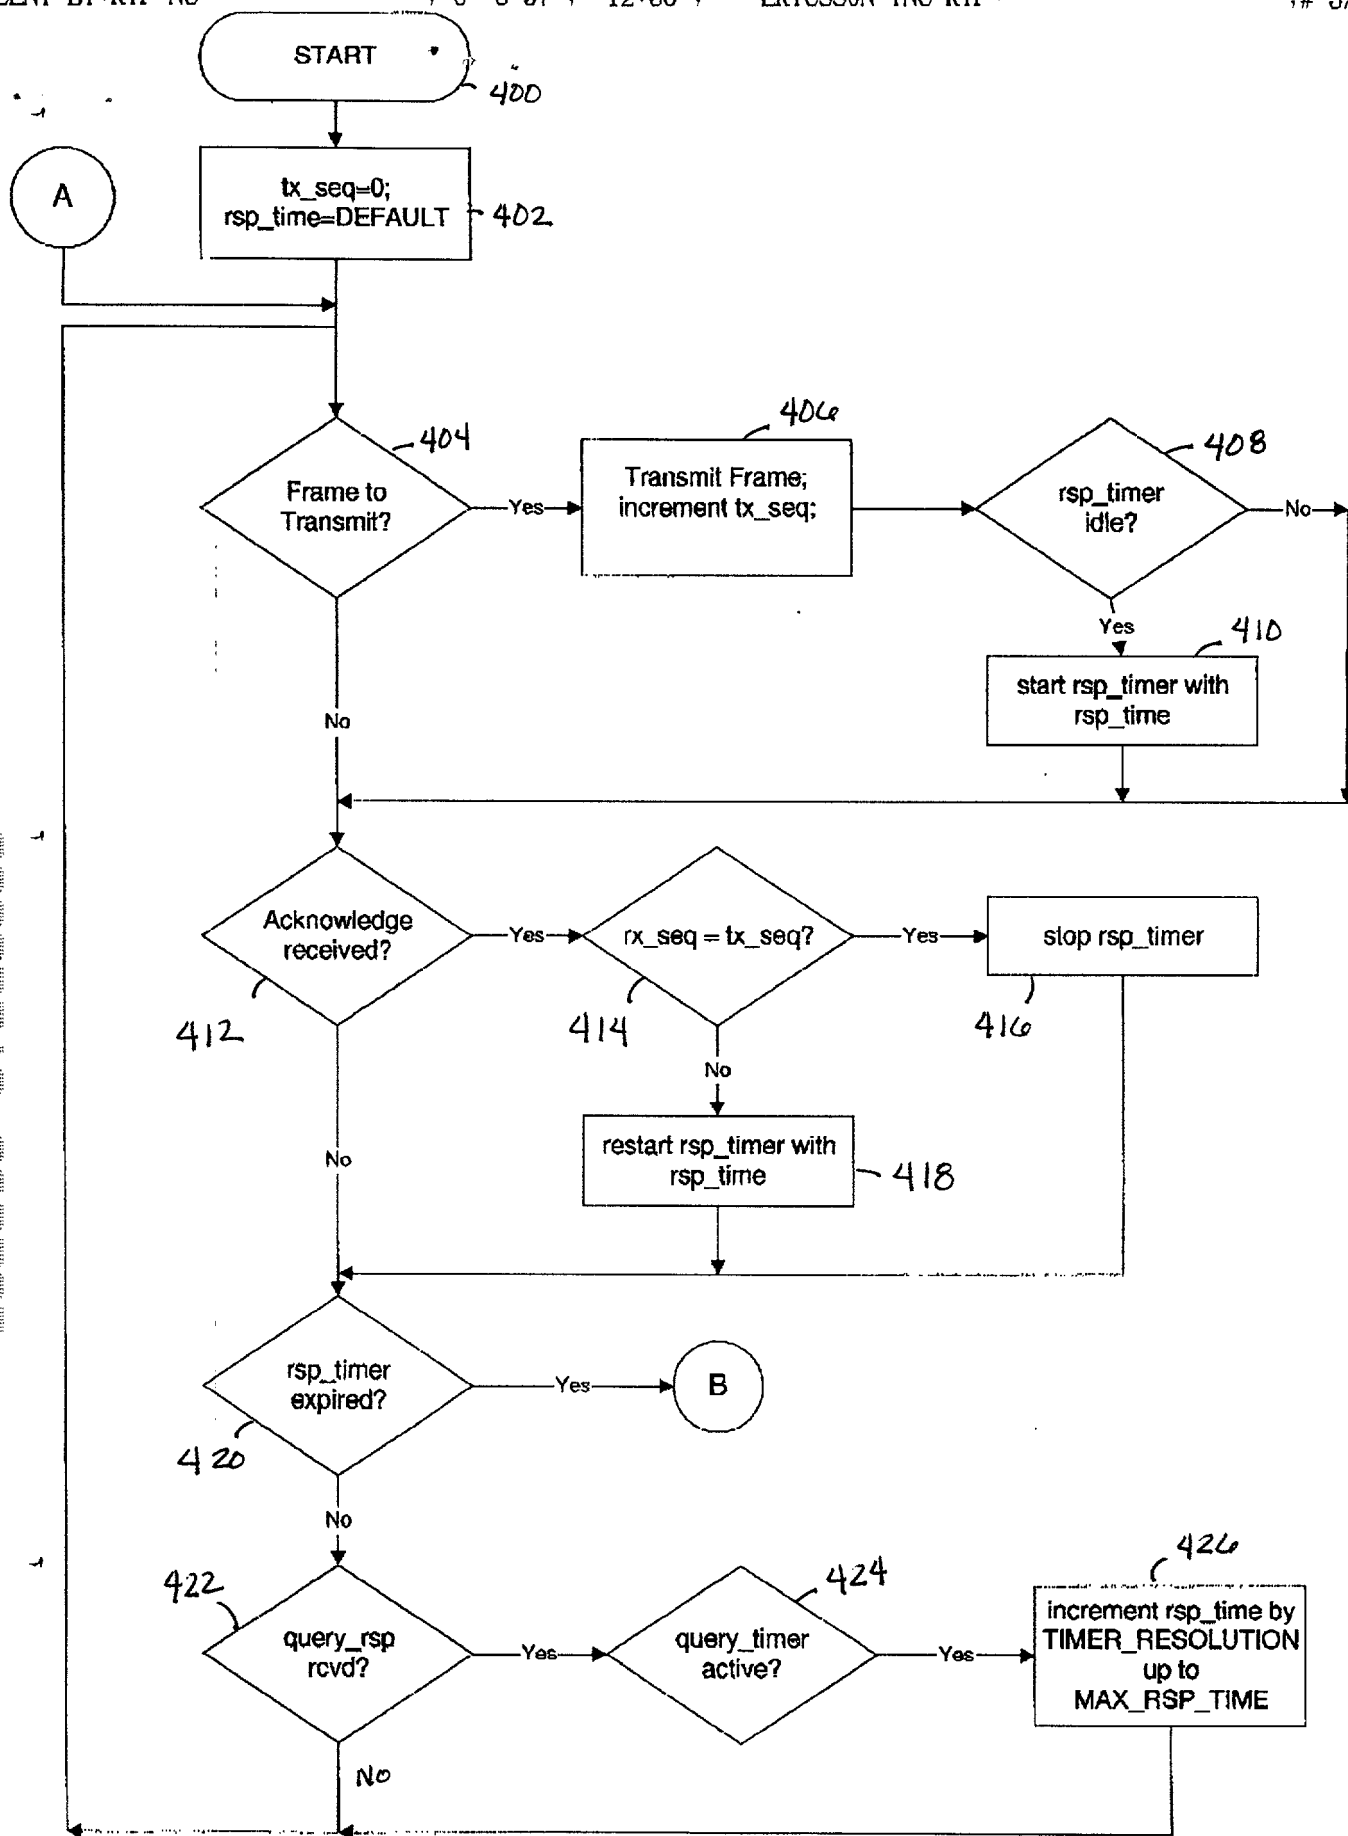 START
400
A
tx_seq=0;
rsp_time=DEFAULT
402
404
Frame to
Transmit?
Yes
406
Transmit Frame;
increment tx_seq;
408
rsp_timer
idle?
No
Yes
410
start rsp_timer with
rsp_time
No
Acknowledge
received?
412
Yes
rx_seq = tx_seq?
414
Yes
stop rsp_timer
416
No
restart rsp_timer with
rsp_time
418
No
rsp_timer
expired?
420
Yes
B
No
422
query_rsp
rcvd?
Yes
424
query_timer
active?
Yes
426
increment rsp_time by
TIMER_RESOLUTION
up to
MAX_RSP_TIME
No